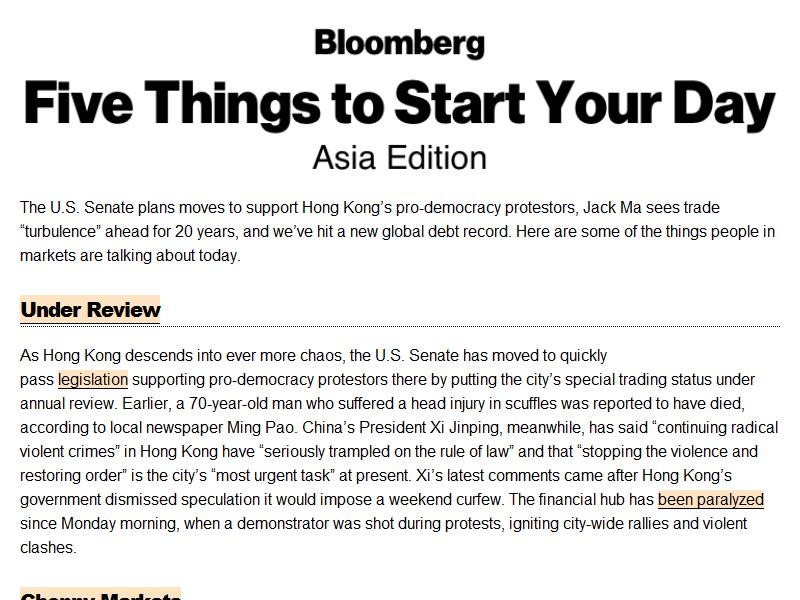 Bloomberg
Five Things to Start Your Day
Asia Edition
The U.S. Senate plans moves to support Hong Kong’s pro-democracy protestors, Jack Ma sees trade
“turbulence” ahead for 20 years, and we’ve hit a new global debt record. Here are some of the things people in
markets are talking about today.
Under Review
As Hong Kong descends into ever more chaos, the U.S. Senate has moved to quickly
pass legislation supporting pro-democracy protestors there by putting the city’s special trading status under
annual review. Earlier, a 70-year-old man who suffered a head injury in scuffles was reported to have died,
according to local newspaper Ming Pao. China’s President Xi Jinping, meanwhile, has said “continuing radical
violent crimes” in Hong Kong have “seriously trampled on the rule of law” and that “stopping the violence and
restoring order” is the city’s “most urgent task” at present. Xi’s latest comments came after Hong Kong’s
government dismissed speculation it would impose a weekend curfew. The financial hub has been paralyzed
since Monday morning, when a demonstrator was shot during protests, igniting city-wide rallies and violent
clashes.
Choppy Markets